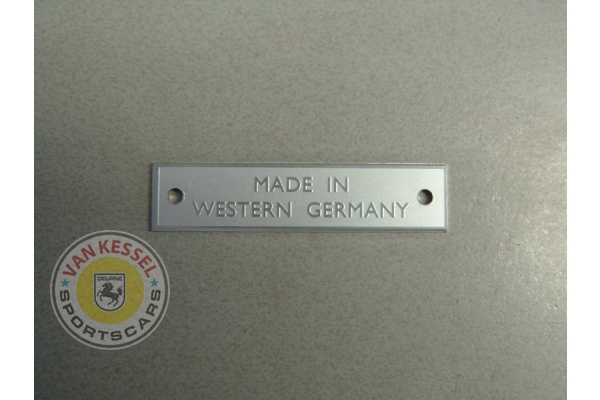 MADE IN
WESTERN GERMANY
VAN KESSEL
DEURNE
SPORTSCARS